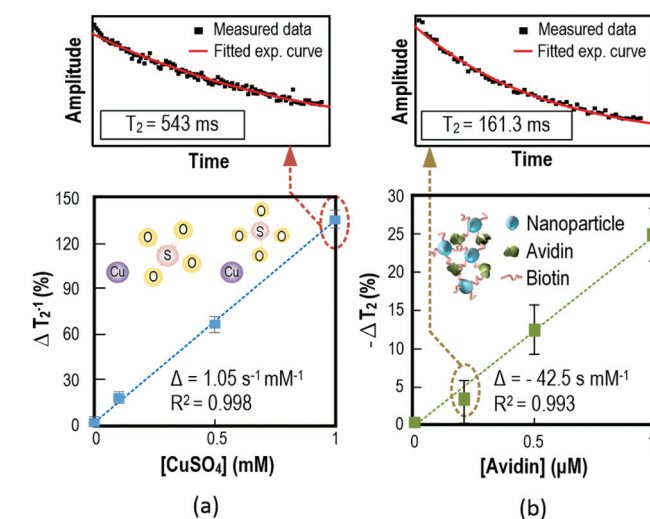 Amplitude
Measured data
Fitted exp. curve
T₂ = 543 ms
Time
Amplitude
Measured data
Fitted exp. curve
T₂ = 161.3 ms
Time
Δ T₂⁻¹ (%)
150
120
90
60
30
0
O O O O S
O O O O S
Cu Cu
Δ = 1.05 s⁻¹ mM⁻¹
R² = 0.998
0 0.5 1
[CuSO₄] (mM)
(a)
- Δ T₂ (%)
30
25
20
15
10
5
0
Nanoparticle
Avidin
Biotin
Δ = - 42.5 s mM⁻¹
R² = 0.993
0 0.5 1
[Avidin] (µM)
(b)